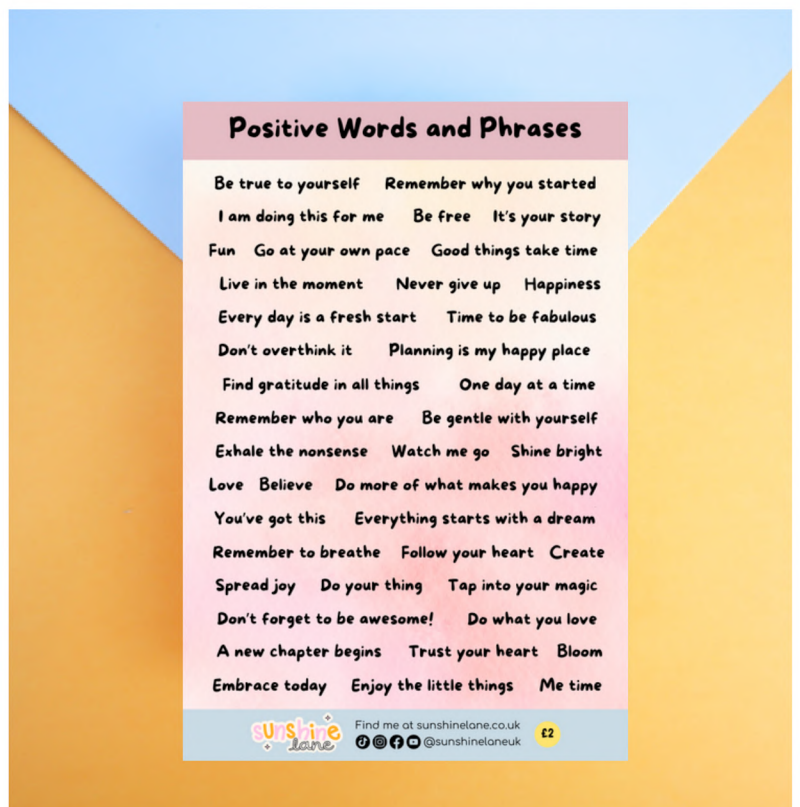 Positive Words and Phrases
Be true to yourself Remember why you started
I am doing this for me Be free It's your story
Fun Go at your own pace Good things take time
Live in the moment Never give up Happiness
Every day is a fresh start Time to be fabulous
Don't overthink it Planning is my happy place
Find gratitude in all things One day at a time
Remember who you are Be gentle with yourself
Exhale the nonsense Watch me go Shine bright
Love Believe Do more of what makes you happy
You've got this Everything starts with a dream
Remember to breathe Follow your heart Create
Spread joy Do your thing Tap into your magic
Don't forget to be awesome! Do what you love
A new chapter begins Trust your heart Bloom
Embrace today Enjoy the little things Me time
sunshine lane
Find me at sunshinelane.co.uk
@sunshinelaneuk
£2